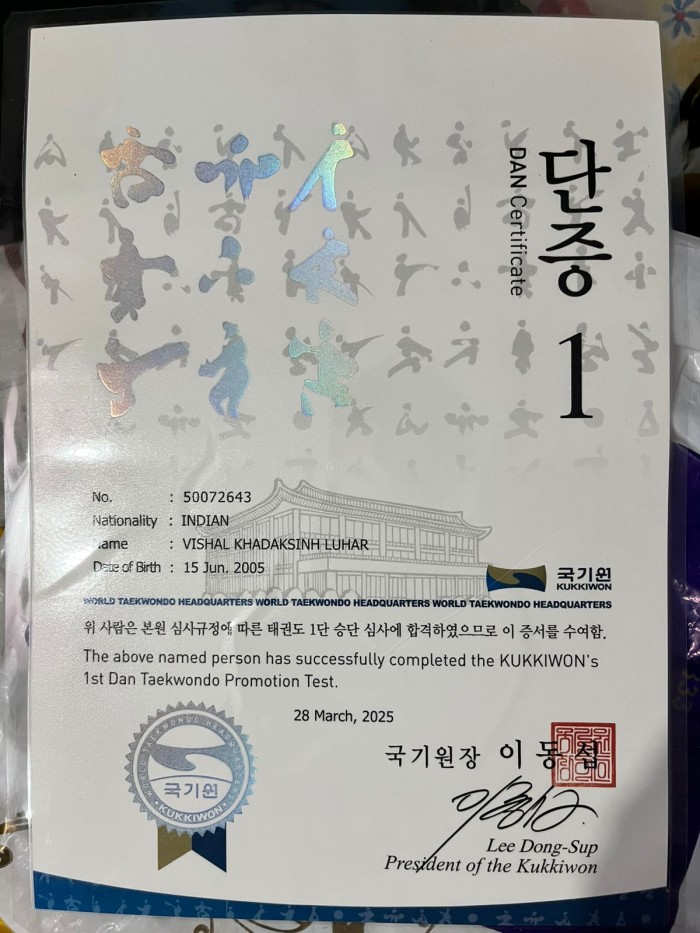 단증
DAN Certificate
1
No. : 50072643
Nationality : INDIAN
Name : VISHAL KHADAKSINH LUHAR
Date of Birth : 15 Jun. 2005
국기원
KUKKIWON
WORLD TAEKWONDO HEADQUARTERS WORLD TAEKWONDO HEADQUARTERS WORLD TAEKWONDO HEADQUARTERS
위 사람은 본원 심사규정에 따른 태권도 1단 승단 심사에 합격하였으므로 이 증서를 수여함.
The above named person has successfully completed the KUKKIWON's
1st Dan Taekwondo Promotion Test.
28 March, 2025
WORLD TAEKWONDO HEADQUARTERS
국기원
KUKKIWON
국기원장 이동섭
Lee Dong-Sup
President of the Kukkiwon